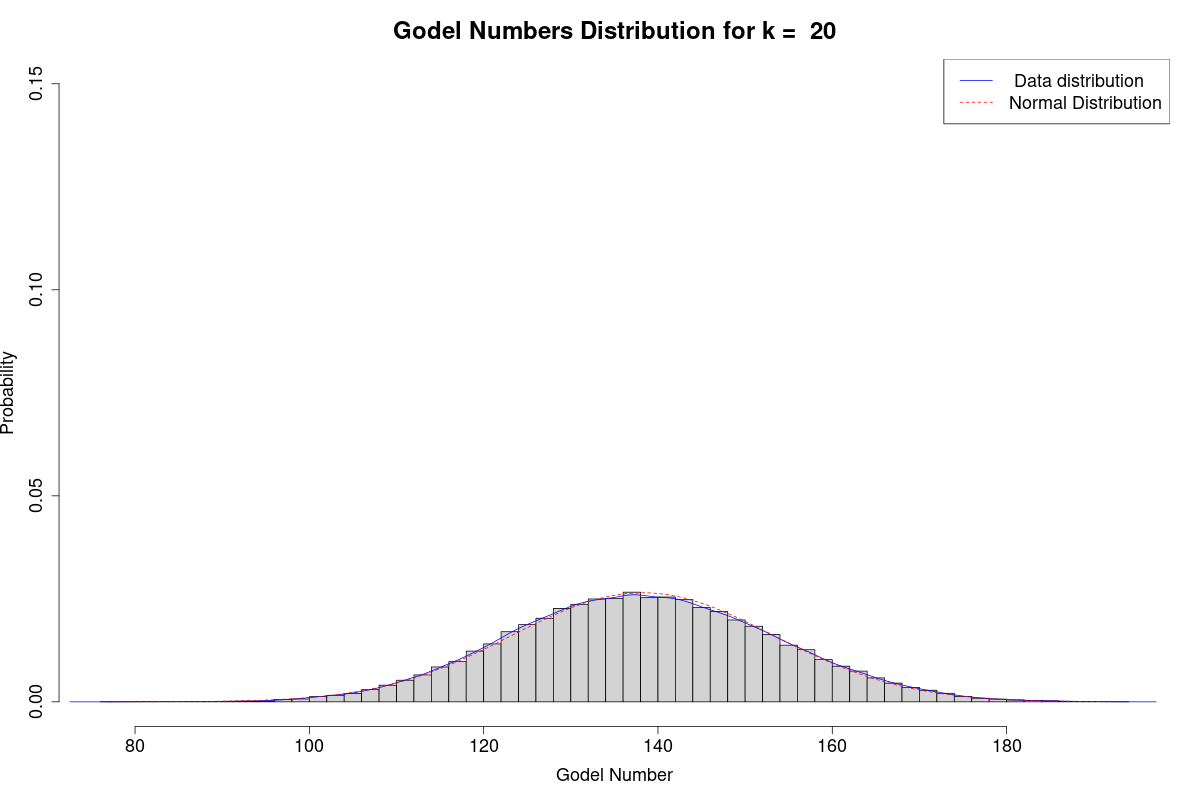 Godel Numbers Distribution for k =  20
Data distribution
Normal Distribution
0.15
0.10
0.05
0.00
Probability
80 100 120 140 160 180
Godel Number